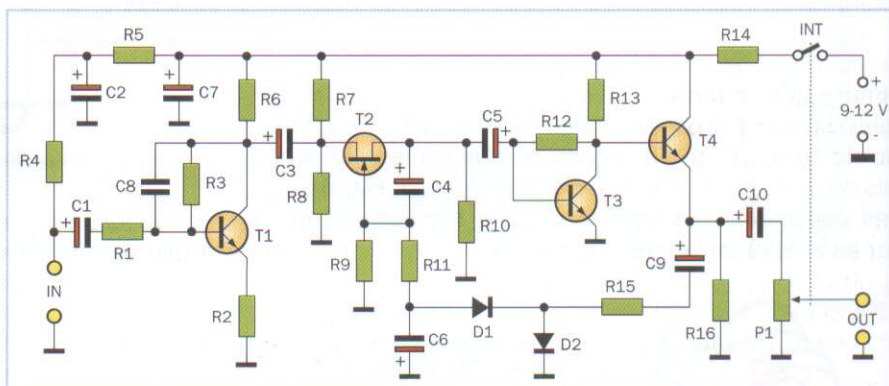 R5
R14
INT
C2
C7
R6
R7
R13
+
9-12 V
T2
C5
R12
T4
R4
C8
R3
C3
R8
C4
T3
C10
C1
R1
T1
R10
R9
R11
C9
IN
R2
C6
D1
D2
R15
R16
P1
OUT
+
+
+
+
+
+
+
+
+